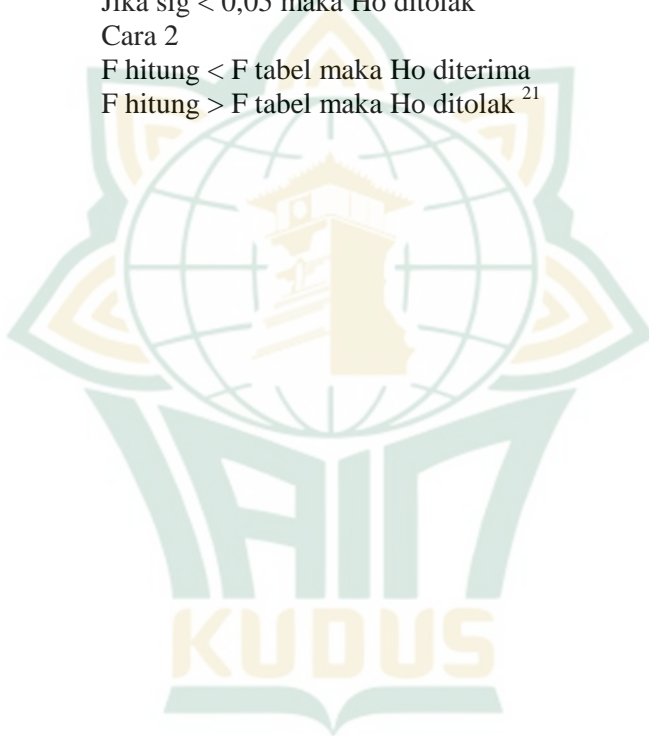 Jika sig < 0,05 maka Ho ditolak
Cara 2
F hitung < F tabel maka Ho diterima
F hitung > F tabel maka Ho ditolak 21
IAIN
KUDUS